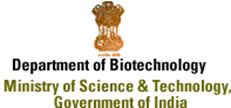 Department of Biotechnology
Ministry of Science & Technology,
Government of India